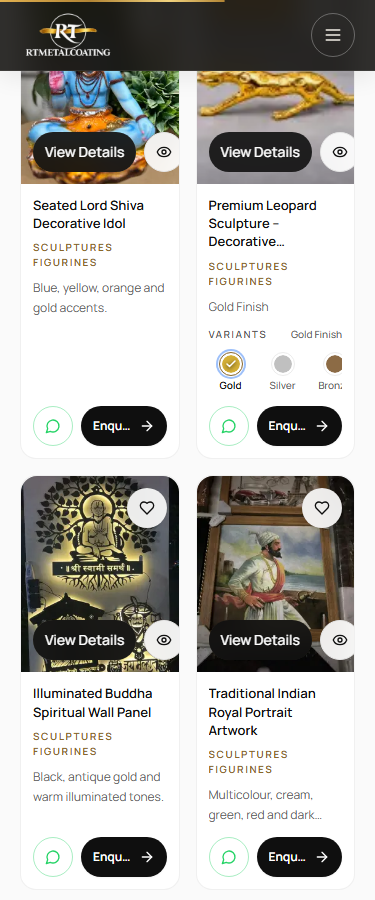 RT
RTMETALCOATING
View Details
View Details
Seated Lord Shiva
Decorative Idol
SCULPTURES
FIGURINES
Blue, yellow, orange and
gold accents.
Enqu...
Premium Leopard
Sculpture –
Decorative...
SCULPTURES
FIGURINES
Gold Finish
VARIANTS
Gold Finish
Gold
Silver
Enqu...
॥ श्री स्वामी समर्थ ॥
View Details
View Details
Illuminated Buddha
Spiritual Wall Panel
SCULPTURES
FIGURINES
Black, antique gold and
warm illuminated tones.
Enqu...
Traditional Indian
Royal Portrait
Artwork
SCULPTURES
FIGURINES
Multicolour, cream,
green, red and dark...
Enqu...